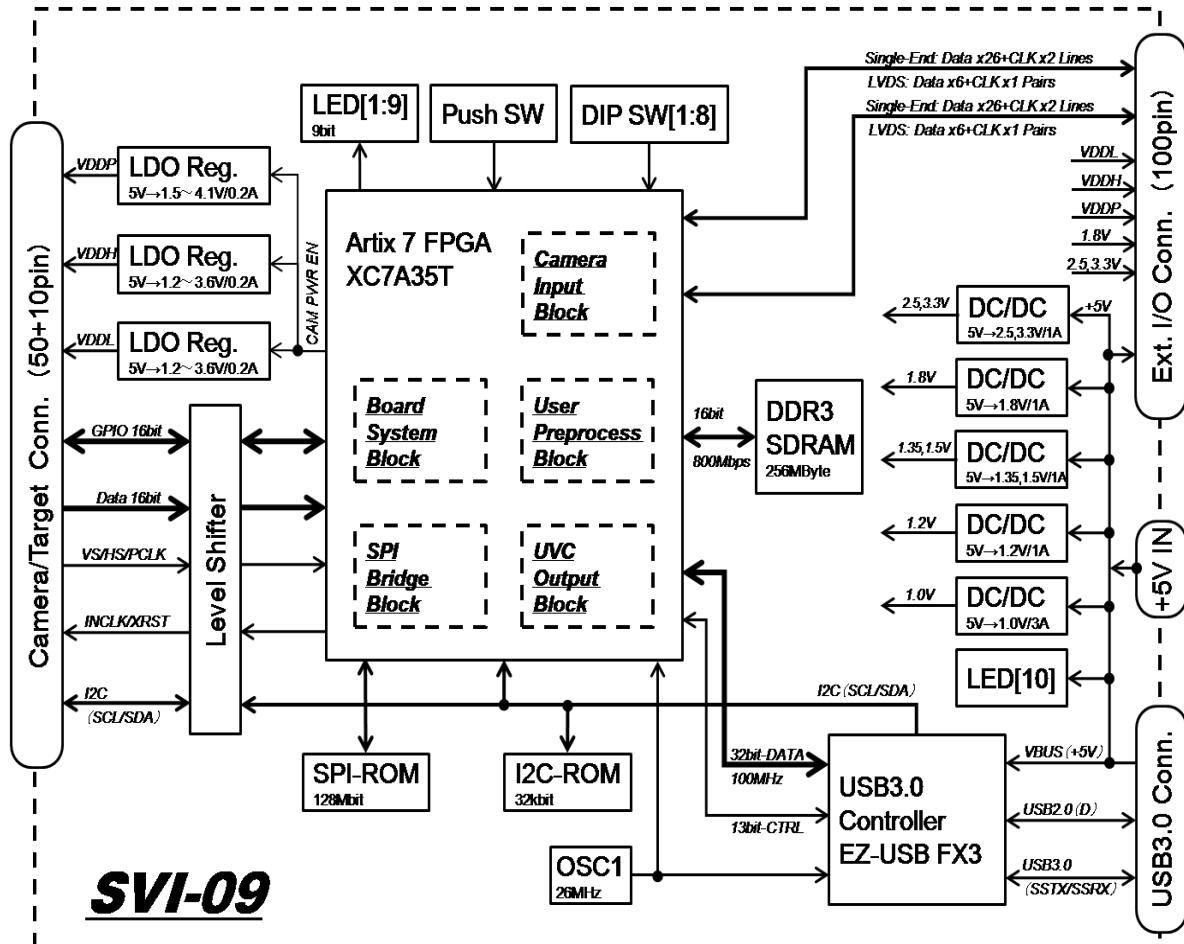 Single-End: Data x26+CLK x2 Lines
LVDS: Data x6+CLK x1 Pairs
Single-End: Data x26+CLK x2 Lines
LVDS: Data x6+CLK x1 Pairs
LED[1:9]
9bit
Push SW
DIP SW[1:8]
VDDP
LDO Reg.
5V→1.5~4.1V/0.2A
VDDH
LDO Reg.
5V→1.2~3.6V/0.2A
VDDL
LDO Reg.
5V→1.2~3.6V/0.2A
CAM PWR EN
Camera/Target Conn. (50+10pin)
GPIO 16bit
Data 16bit
VS/HS/PCLK
INCLK/XRST
I2C
(SCL/SDA)
Level Shifter
Artix 7 FPGA
XC7A35T
Camera
Input
Block
Board
System
Block
User
Preprocess
Block
SPI
Bridge
Block
UVC
Output
Block
16bit
800Mbps
DDR3
SDRAM
256MByte
VDDL
VDDH
VDDP
1.8V
2.5,3.3V
Ext. I/O Conn. (100pin)
2.5,3.3V
DC/DC
5V→2.5,3.3V/1A
+5V
1.8V
DC/DC
5V→1.8V/1A
1.35,1.5V
DC/DC
5V→1.35,1.5V/1A
1.2V
DC/DC
5V→1.2V/1A
1.0V
DC/DC
5V→1.0V/3A
LED[10]
+5V IN
I2C (SCL/SDA)
SPI-ROM
128Mbit
I2C-ROM
32kbit
32bit-DATA
100MHz
13bit-CTRL
OSC1
26MHz
USB3.0
Controller
EZ-USB FX3
VBUS (+5V)
USB2.0 (D)
USB3.0
(SSTX/SSRX)
USB3.0 Conn.
SVI-09